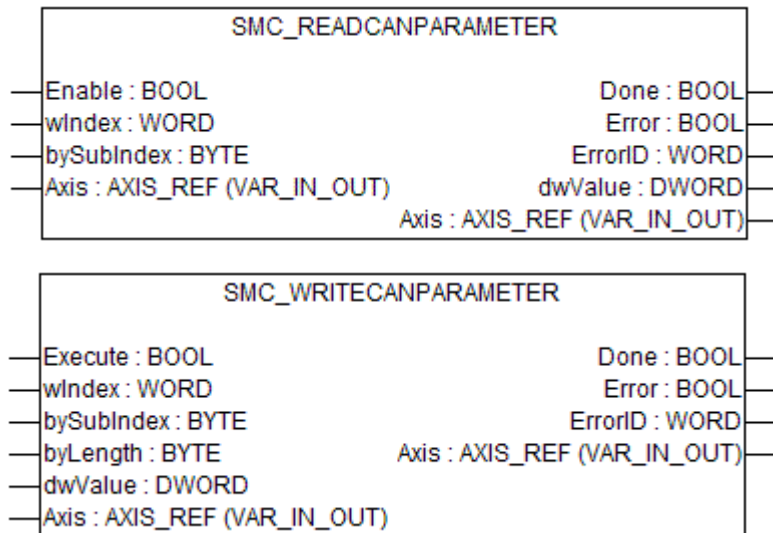 SMC_READCANPARAMETER
Enable : BOOL Done : BOOL
wIndex : WORD Error : BOOL
bySubIndex : BYTE ErrorID : WORD
Axis : AXIS_REF (VAR_IN_OUT) dwValue : DWORD
Axis : AXIS_REF (VAR_IN_OUT)
SMC_WRITECANPARAMETER
Execute : BOOL Done : BOOL
wIndex : WORD Error : BOOL
bySubIndex : BYTE ErrorID : WORD
byLength : BYTE Axis : AXIS_REF (VAR_IN_OUT)
dwValue : DWORD
Axis : AXIS_REF (VAR_IN_OUT)